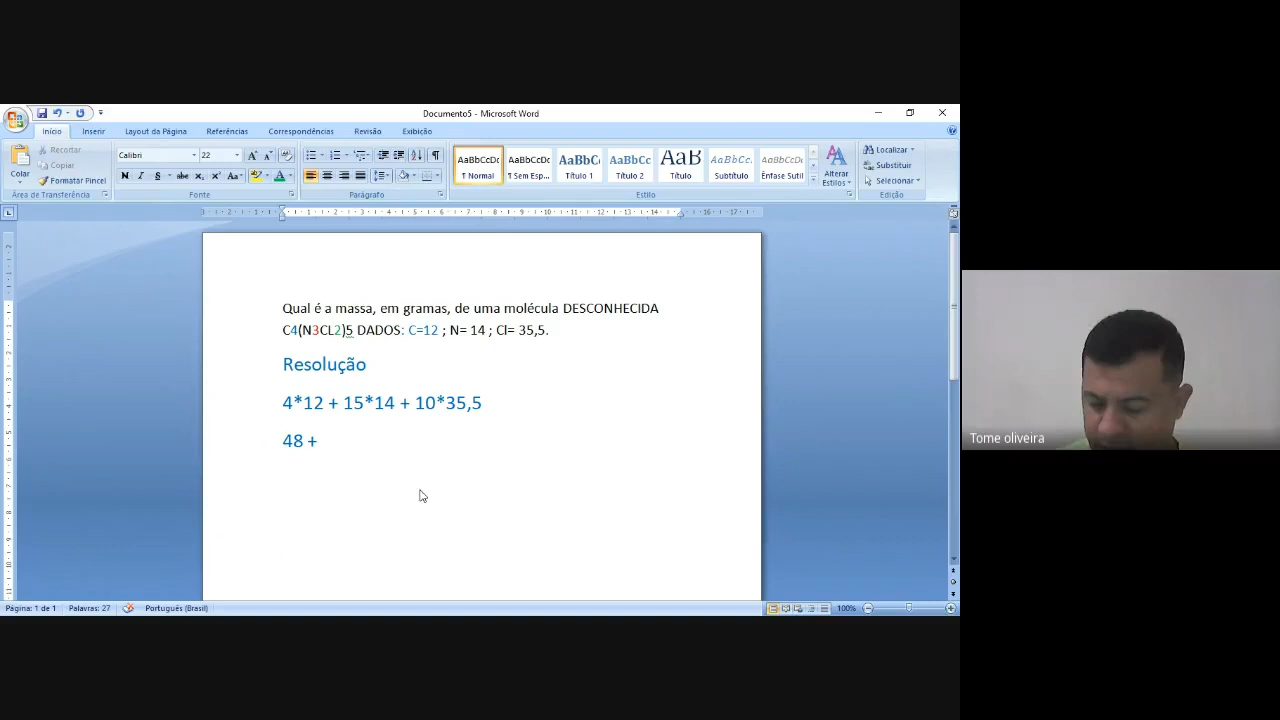 Documento5 - Microsoft Word
Início Inserir Layout da Página Referências Correspondências Revisão Exibição
Colar
Recortar
Copiar
Formatar Pincel
Área de Transferência
Calibri 22
Fonte
Parágrafo
AaBbCcDc AaBbCcDc AaBbC AaBbCc AaB AaBbCc. AaBbCcDc
¶ Normal ¶ Sem Esp... Título 1 Título 2 Título Subtítulo Ênfase Sutil
Alterar Estilos
Estilo
Localizar
Substituir
Selecionar
Edição
Qual é a massa, em gramas, de uma molécula DESCONHECIDA
C4(N3CL2)5 DADOS: C=12 ; N= 14 ; Cl= 35,5.
Resolução
4*12 + 15*14 + 10*35,5
48 +
Tome oliveira
Página: 1 de 1 Palavras: 27 Português (Brasil) 100%